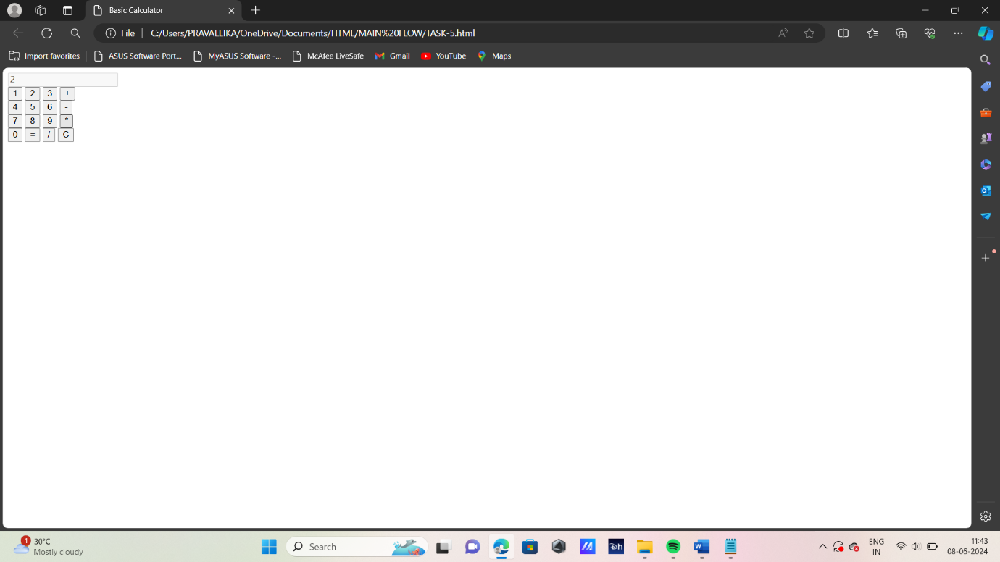 Basic Calculator
File C:/Users/PRAVALLIKA/OneDrive/Documents/HTML/MAIN%20FLOW/TASK-5.html
Import favorites ASUS Software Port... MyASUS Software -... McAfee LiveSafe Gmail YouTube Maps
2
1 2 3 +
4 5 6 -
7 8 9 *
0 = / C
1 30°C
Mostly cloudy
Search
ENG
IN
11:43
08-06-2024